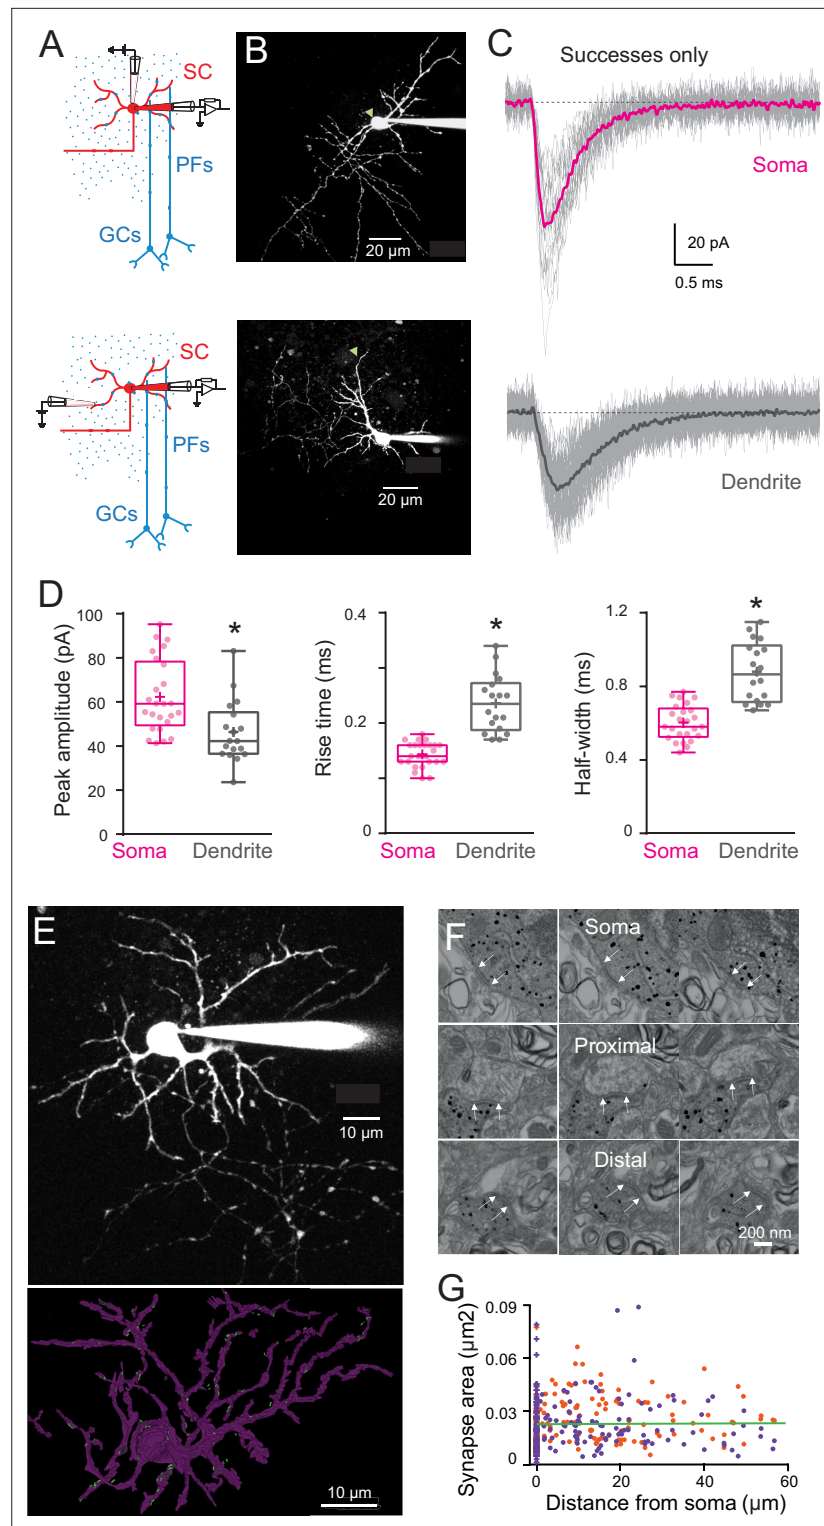 A
SC
PFs
GCs
B
20 µm
C
Successes only
Soma
20 pA
0.5 ms
SC
PFs
GCs
20 µm
Dendrite
D
Peak amplitude (pA)
100
80
60
40
20
0
Soma Dendrite
Rise time (ms)
0.4
0.2
0
Soma Dendrite
Half-width (ms)
1.2
0.8
0.4
0
Soma Dendrite
*
*
*
E
10 µm
10 µm
F
Soma
Proximal
Distal
200 nm
G
Synapse area (µm2)
0.09
0.06
0.03
0
0 20 40 60
Distance from soma (µm)